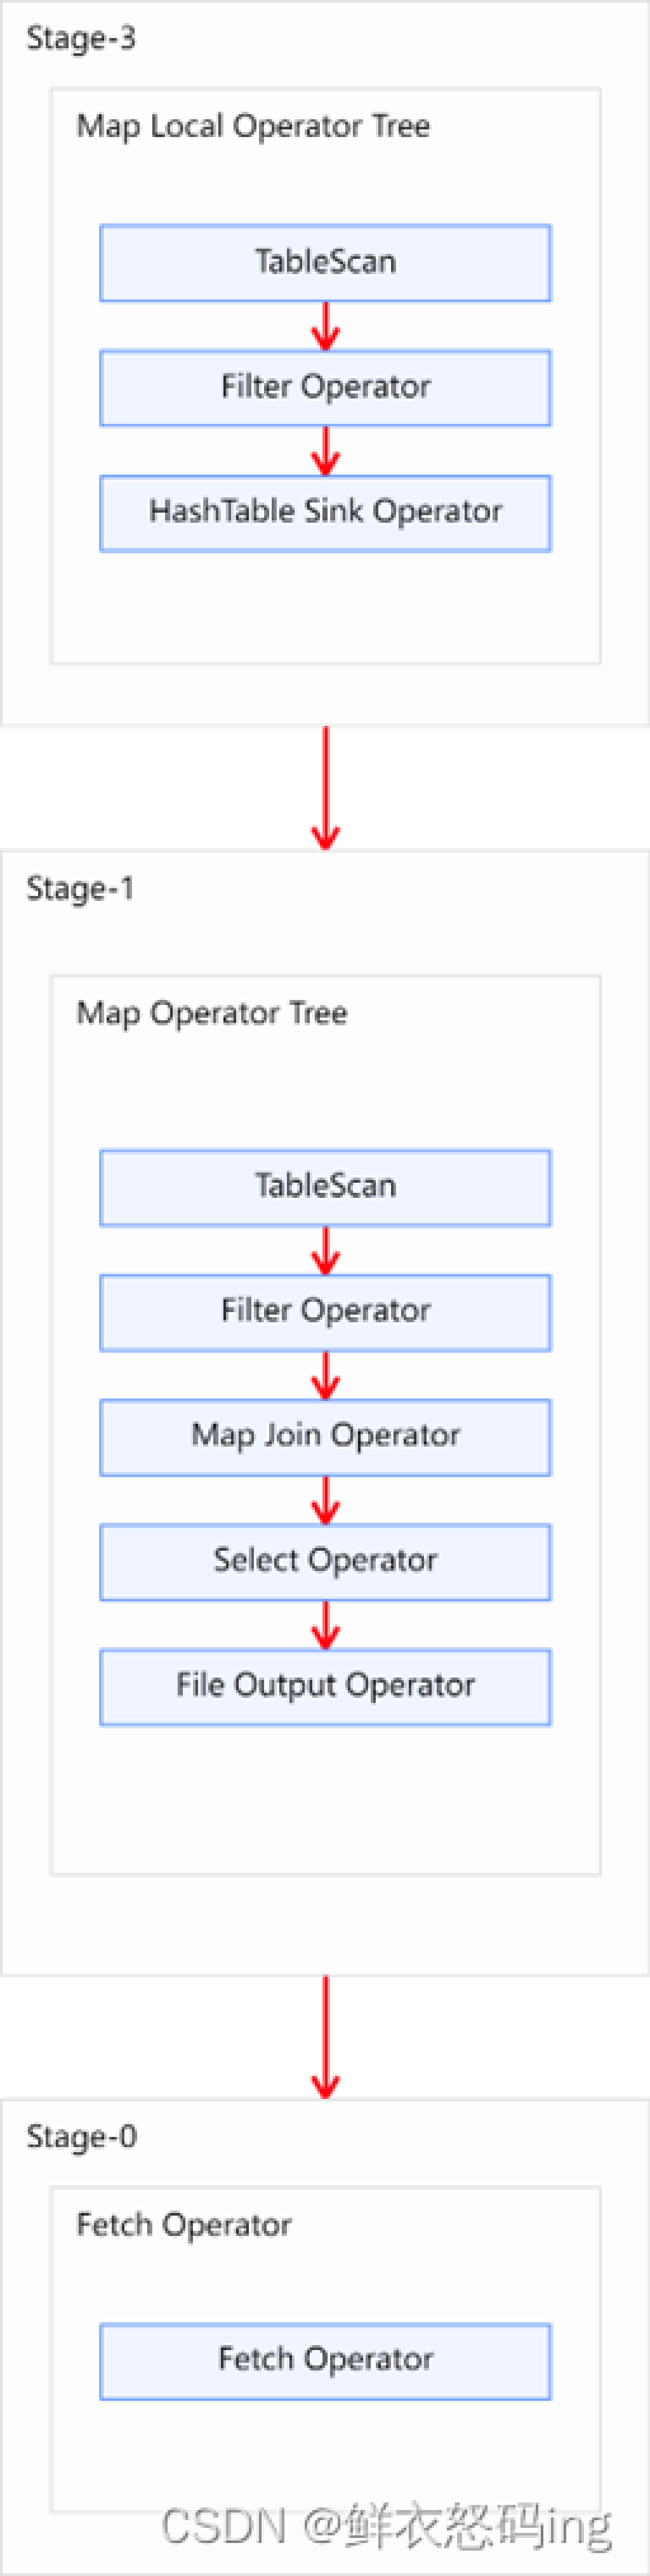 Stage-3
Map Local Operator Tree
TableScan
Filter Operator
HashTable Sink Operator
Stage-1
Map Operator Tree
TableScan
Filter Operator
Map Join Operator
Select Operator
File Output Operator
Stage-0
Fetch Operator
Fetch Operator
CSDN @鲜衣怒码ing